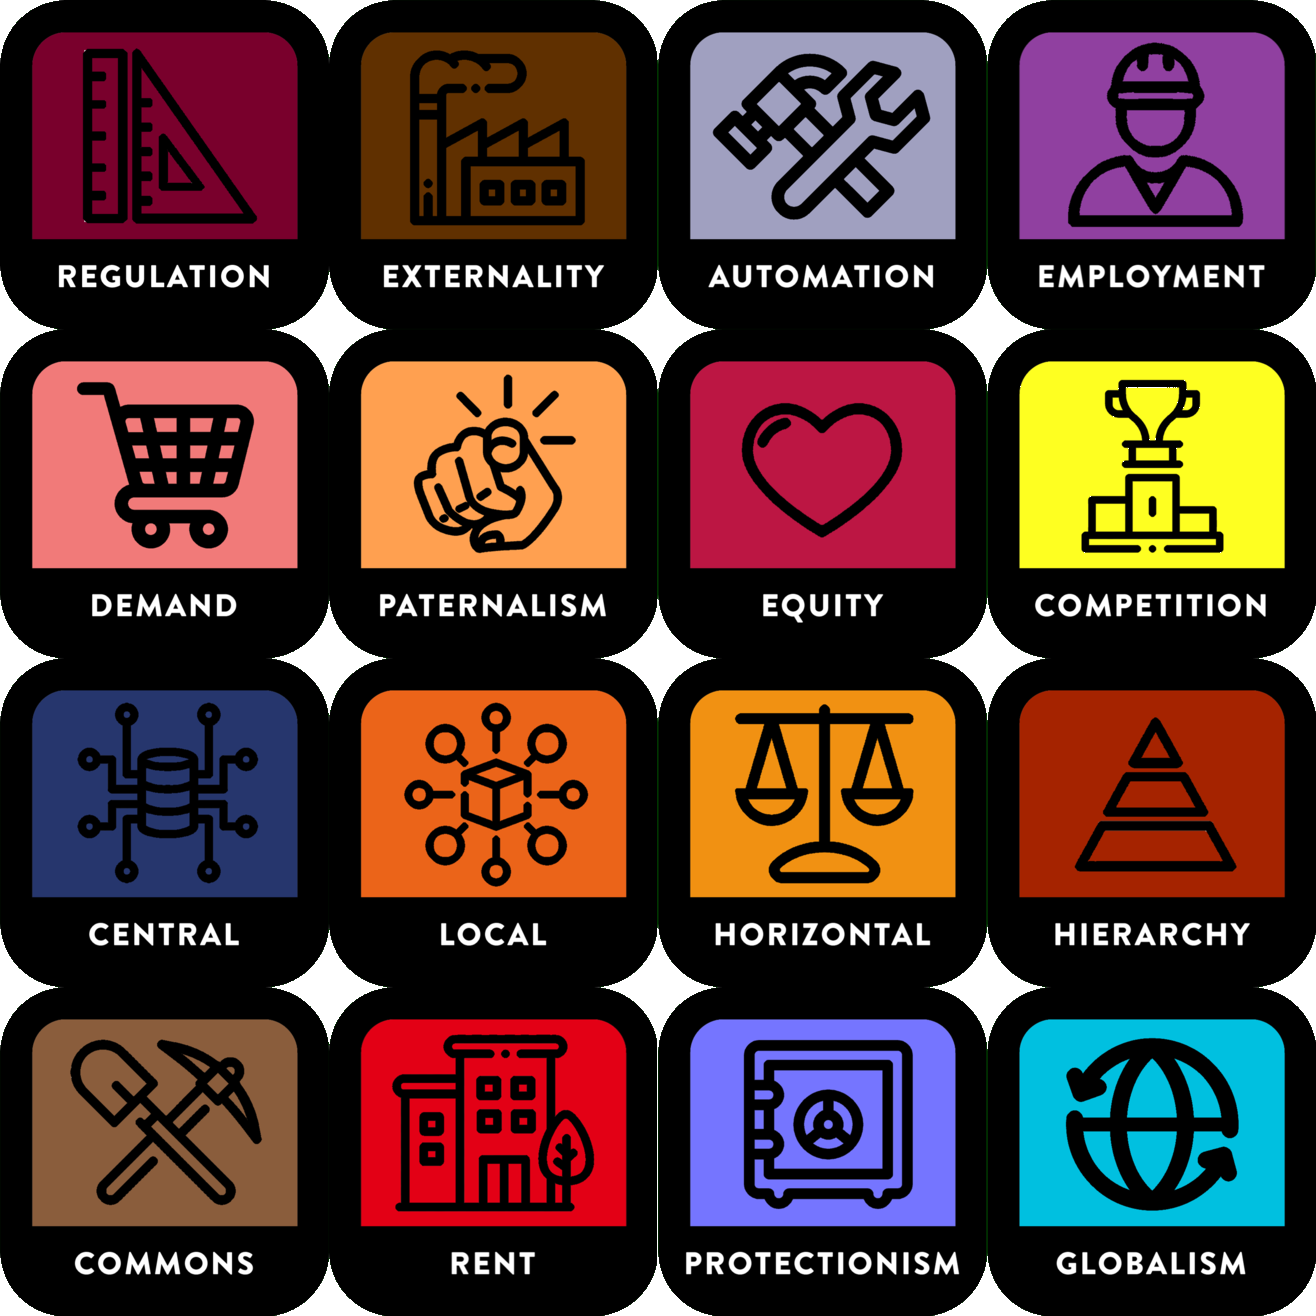 REGULATION
EXTERNALITY
AUTOMATION
EMPLOYMENT
DEMAND
PATERNALISM
EQUITY
COMPETITION
CENTRAL
LOCAL
HORIZONTAL
HIERARCHY
COMMONS
RENT
PROTECTIONISM
GLOBALISM